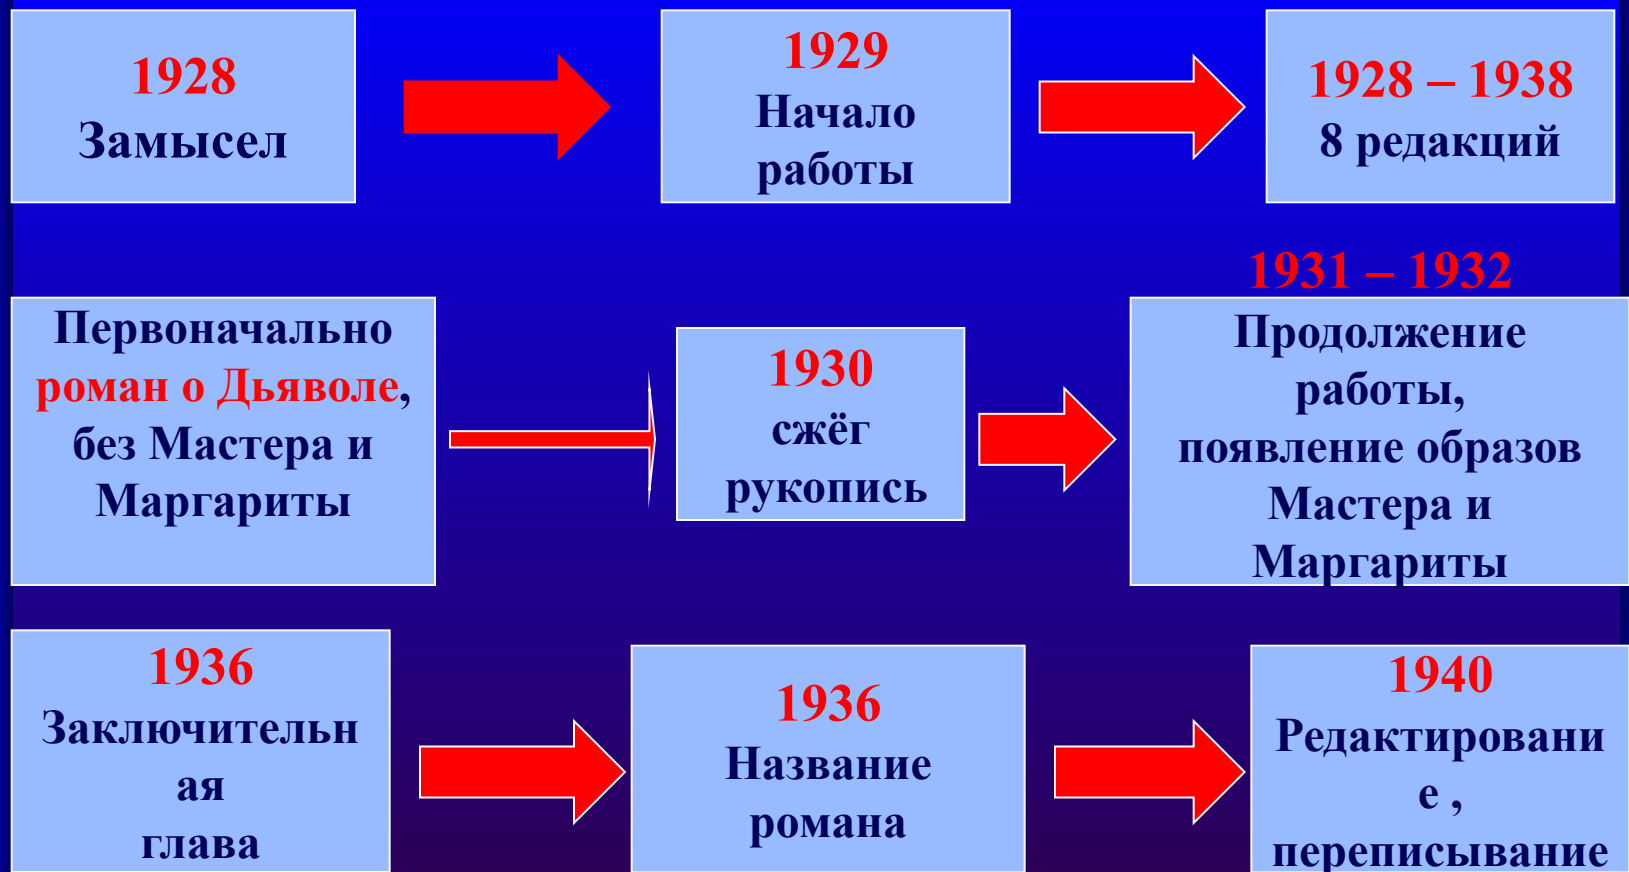 1928
Замысел
1929
Начало
работы
1928 – 1938
8 редакций
Первоначально
роман о Дьяволе,
без Мастера и
Маргариты
1930
сжёг
рукопись
1931 – 1932
Продолжение
работы,
появление образов
Мастера и
Маргариты
1936
Заключительн
ая
глава
1936
Название
романа
1940
Редактировани
е ,
переписывание